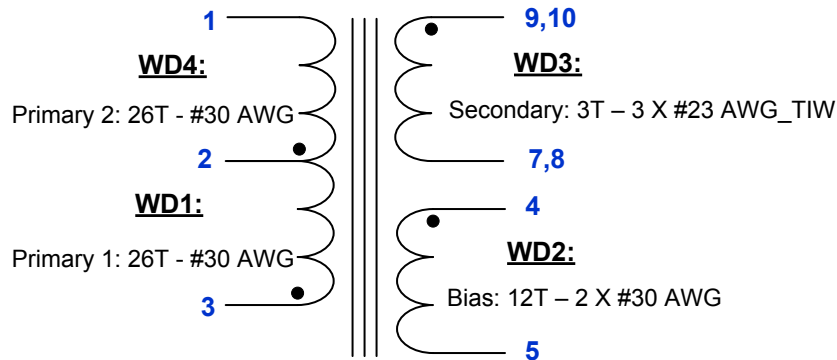 1
WD4:
Primary 2: 26T - #30 AWG
2
WD1:
Primary 1: 26T - #30 AWG
3
9,10
WD3:
Secondary: 3T – 3 X #23 AWG_TIW
7,8
4
WD2:
Bias: 12T – 2 X #30 AWG
5